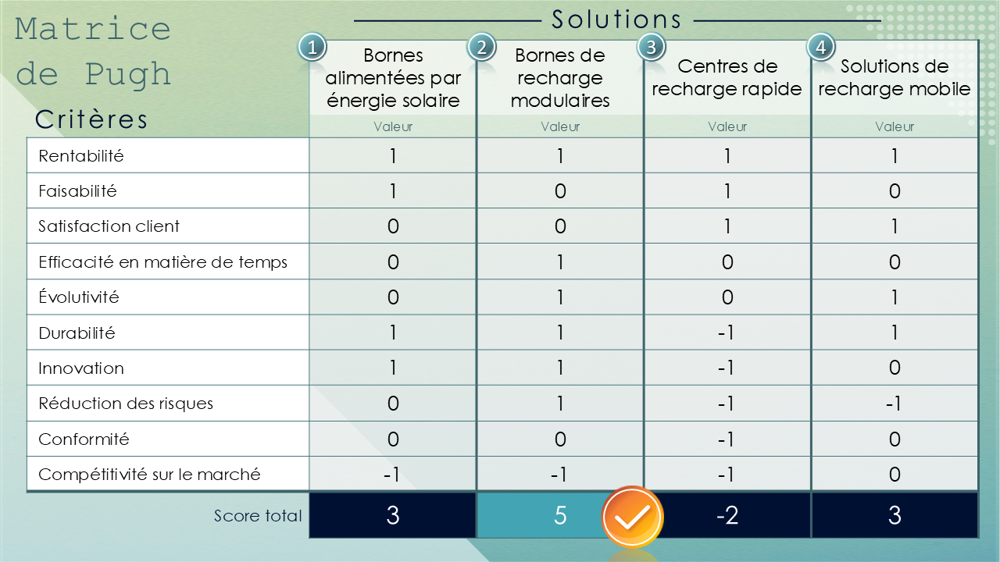 Matrice
de Pugh
Solutions
Critères
1 2 3 4
Bornes
alimentées par
énergie solaire
Bornes de
recharge
modulaires
Centres de
recharge rapide
Solutions de
recharge mobile
Valeur Valeur Valeur Valeur
Rentabilité 1 1 1 1
Faisabilité 1 0 1 0
Satisfaction client 0 0 1 1
Efficacité en matière de temps 0 1 0 0
Évolutivité 0 1 0 1
Durabilité 1 1 -1 1
Innovation 1 1 -1 0
Réduction des risques 0 1 -1 -1
Conformité 0 0 -1 0
Compétitivité sur le marché -1 -1 -1 0
Score total 3 5 -2 3